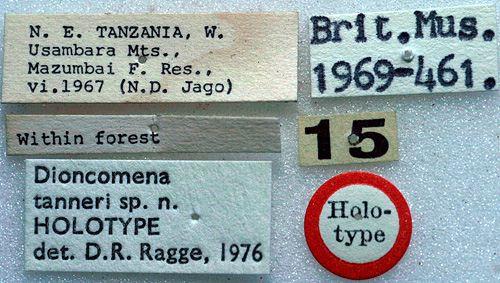 N. E. TANZANIA, W.
Usambara Mts.,
Mazumbai F. Res.,
vi.1967 (N.D. Jago)
Brit.Mus.
1969-461.
Within forest
15
Dioncomena
tanneri sp. n.
HOLOTYPE
det. D.R. Ragge, 1976
Holo-
type